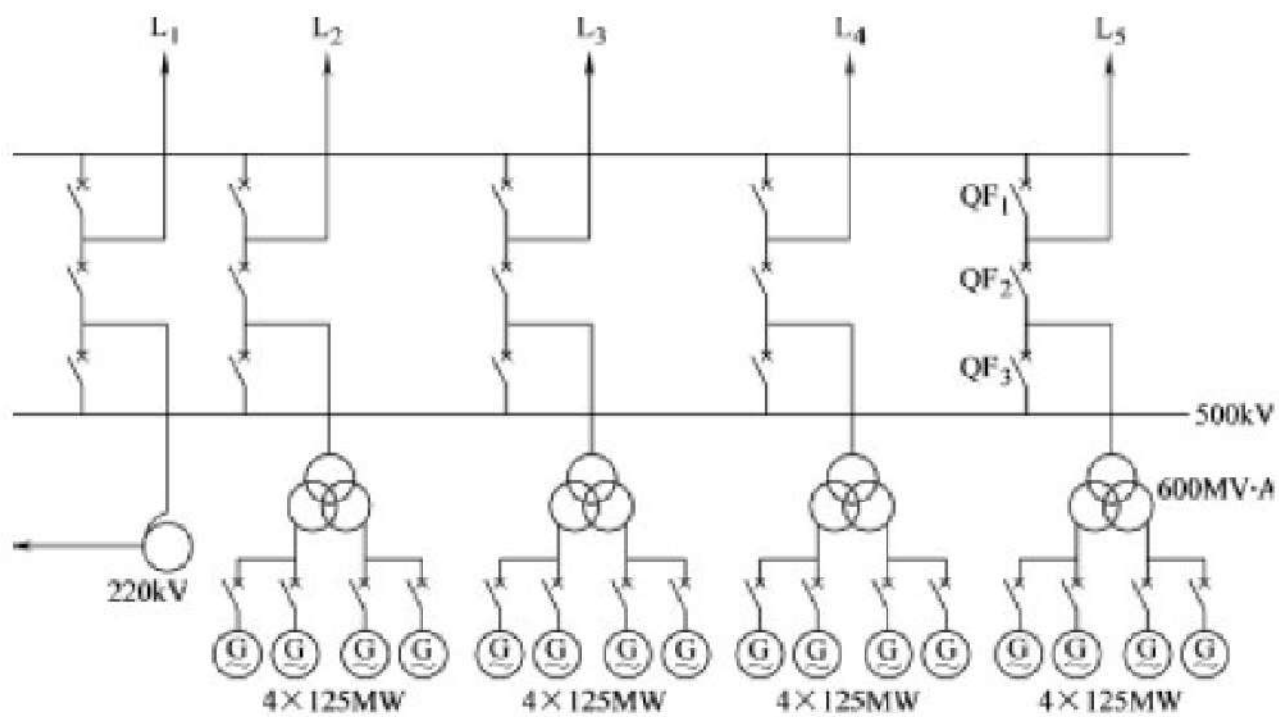 L1 L2 L3 L4 L5
QF1
QF2
QF3
500kV
600MV·A
220kV
G G G G G G G G G G G G G G G G
4×125MW 4×125MW 4×125MW 4×125MW